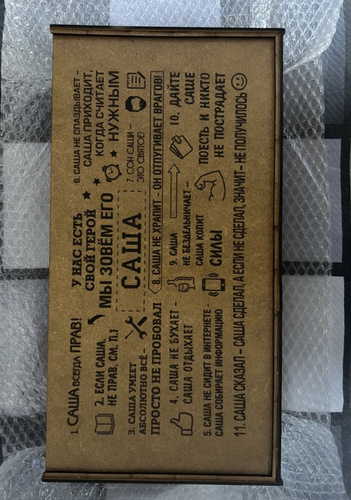 1. САША ВСЕГДА ПРАВ!
2. ЕСЛИ САША
НЕ ПРАВ, СМ. П.1
3. САША УМЕЕТ
АБСОЛЮТНО ВСЁ –
ПРОСТО НЕ ПРОБОВАЛ
4. САША НЕ БУХАЕТ –
САША ОТДЫХАЕТ
5. САША НЕ СИДИТ В ИНТЕРНЕТЕ –
САША СОБИРАЕТ ИНФОРМАЦИЮ
У НАС ЕСТЬ
СВОЙ ГЕРОЙ
МЫ ЗОВЁМ ЕГО
САША
6. САША НЕ ОПАЗДЫВАЕТ –
САША ПРИХОДИТ,
КОГДА СЧИТАЕТ
НУЖНЫМ
7. СОН САШИ –
ЭТО СВЯТОЕ!
8. САША НЕ ХРАПИТ – ОН ОТПУГИВАЕТ ВРАГОВ!
9. САША
НЕ БЕЗДЕЛЬНИЧАЕТ –
САША КОПИТ
СИЛЫ
10. ДАЙТЕ
САШЕ
ПОЕСТЬ И НИКТО
НЕ ПОСТРАДАЕТ
11. САША СКАЗАЛ – САША СДЕЛАЛ, А ЕСЛИ НЕ СДЕЛАЛ, ЗНАЧИТ – НЕ ПОЛУЧИЛОСЬ